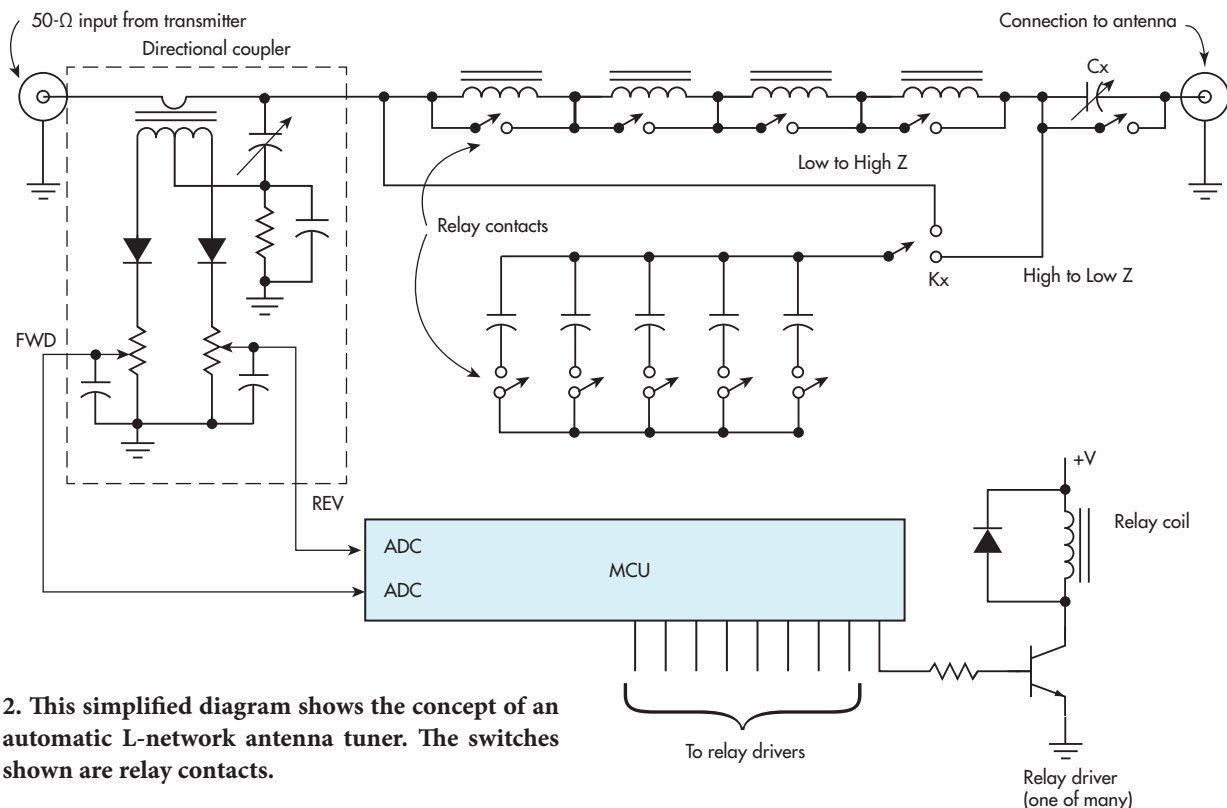 50-Ω input from transmitter
Directional coupler
Connection to antenna
Cx
Low to High Z
Relay contacts
Kx
High to Low Z
FWD
REV
+V
Relay coil
ADC
MCU
ADC
2. This simplified diagram shows the concept of an
automatic L-network antenna tuner. The switches
shown are relay contacts.
To relay drivers
Relay driver
(one of many)